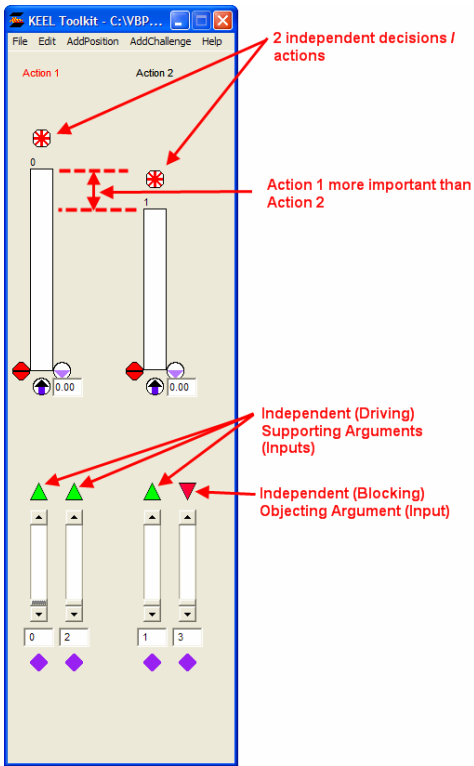 KEEL Toolkit - C:\VBP...
File Edit AddPosition AddChallenge Help
Action 1 Action 2
0
1
0.00 0.00
0 2 1 3
2 independent decisions /
actions
Action 1 more important than
Action 2
Independent (Driving)
Supporting Arguments
(Inputs)
Independent (Blocking)
Objecting Argument (Input)